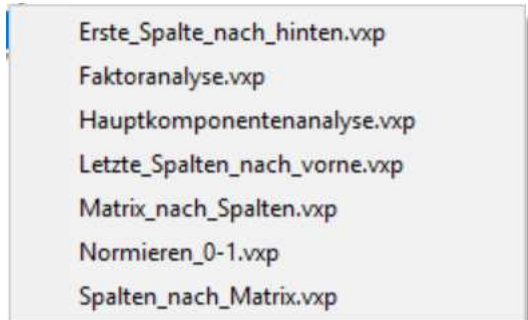 Erste_Spalte_nach_hinten.vxp
Faktoranalyse.vxp
Hauptkomponentenanalyse.vxp
Letzte_Spalten_nach_vorne.vxp
Matrix_nach_Spalten.vxp
Normieren_0-1.vxp
Spalten_nach_Matrix.vxp